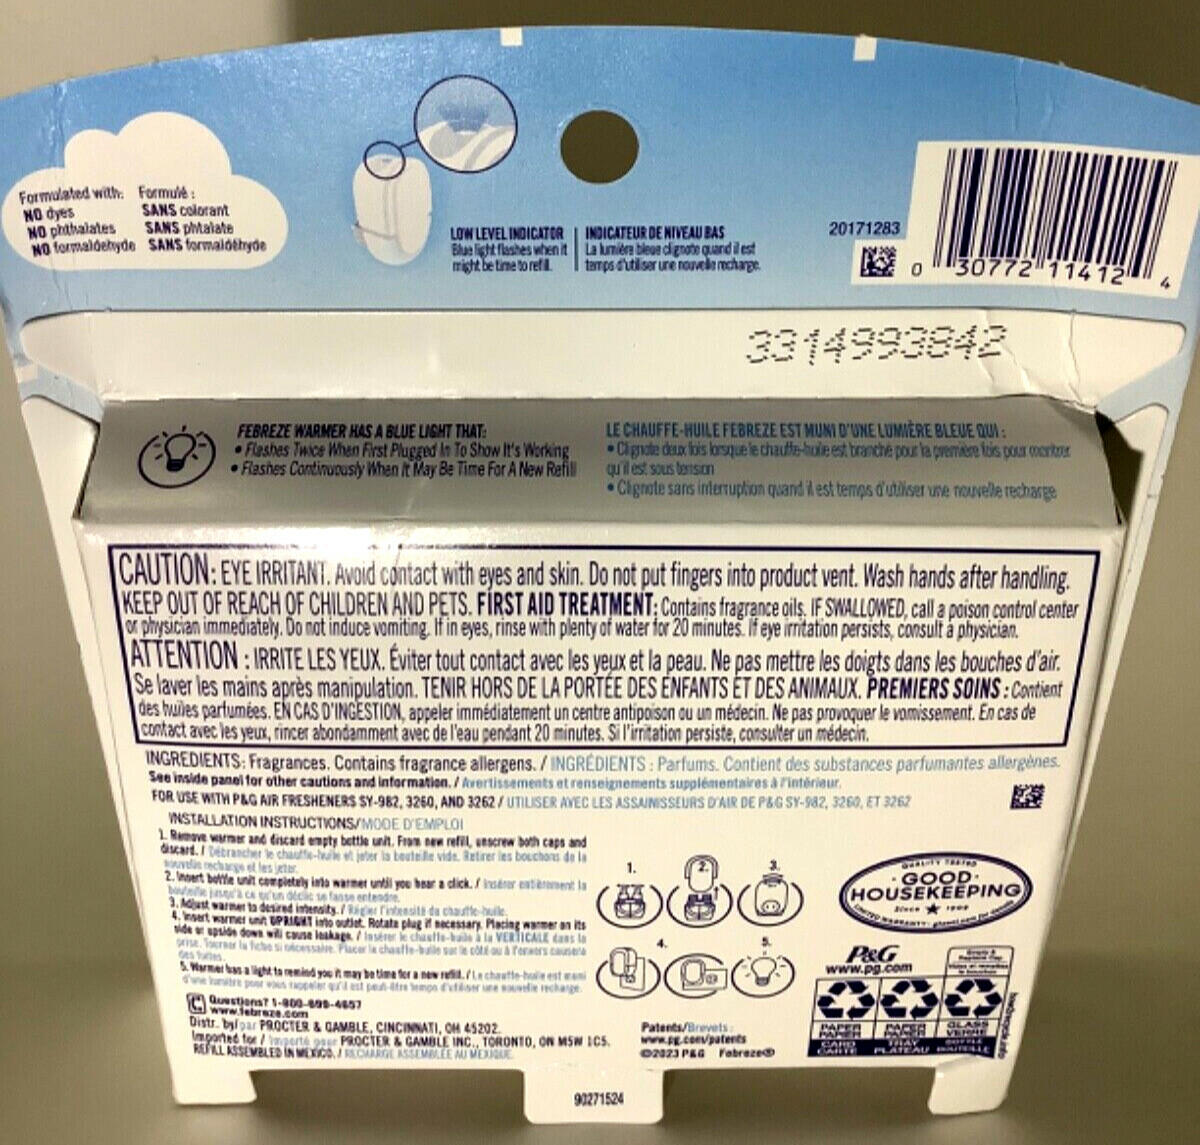 Formulated with:
NO dyes
NO phthalates
NO formaldehyde
Formulé :
SANS colorant
SANS phtalate
SANS formaldéhyde
LOW LEVEL INDICATOR
Blue light flashes when it
might be time to refill.
INDICATEUR DE NIVEAU BAS
La lumière bleue clignote quand il est
temps d'utiliser une nouvelle recharge.
20171283
0 30772 11412 4
3314993842
FEBREZE WARMER HAS A BLUE LIGHT THAT:
• Flashes Twice When First Plugged In To Show It's Working
• Flashes Continuously When It May Be Time For A New Refill
LE CHAUFFE-HUILE FEBREZE EST MUNI D'UNE LUMIÈRE BLEUE QUI :
• Clignote deux fois lorsque le chauffe-huile est branché pour la première fois pour montrer
qu'il est sous tension
• Clignote sans interruption quand il est temps d'utiliser une nouvelle recharge
CAUTION: EYE IRRITANT. Avoid contact with eyes and skin. Do not put fingers into product vent. Wash hands after handling.
KEEP OUT OF REACH OF CHILDREN AND PETS. FIRST AID TREATMENT: Contains fragrance oils. IF SWALLOWED, call a poison control center
or physician immediately. Do not induce vomiting. If in eyes, rinse with plenty of water for 20 minutes. If eye irritation persists, consult a physician.
ATTENTION : IRRITE LES YEUX. Éviter tout contact avec les yeux et la peau. Ne pas mettre les doigts dans les bouches d'air.
Se laver les mains après manipulation. TENIR HORS DE LA PORTÉE DES ENFANTS ET DES ANIMAUX. PREMIERS SOINS : Contient
des huiles parfumées. EN CAS D'INGESTION, appeler immédiatement un centre antipoison ou un médecin. Ne pas provoquer le vomissement. En cas de
contact avec les yeux, rincer abondamment avec de l'eau pendant 20 minutes. Si l'irritation persiste, consulter un médecin.
INGREDIENTS: Fragrances. Contains fragrance allergens. / INGRÉDIENTS : Parfums. Contient des substances parfumantes allergènes.
See inside panel for other cautions and information. / Avertissements et renseignements supplémentaires à l'intérieur.
FOR USE WITH P&G AIR FRESHENERS SY-982, 3260, AND 3262 / UTILISER AVEC LES ASSAINISSEURS D'AIR DE P&G SY-982, 3260, ET 3262
INSTALLATION INSTRUCTIONS/MODE D'EMPLOI
1. Remove warmer and discard empty bottle unit. From new refill, unscrew both caps and
discard. / Débrancher le chauffe-huile et jeter la bouteille vide. Retirer les bouchons de la
nouvelle recharge et les jeter.
2. Insert bottle unit completely into warmer until you hear a click. / Insérer entièrement la
bouteille jusqu'à ce qu'un déclic se fasse entendre.
3. Adjust warmer to desired intensity. / Régler l'intensité du chauffe-huile.
4. Insert warmer unit UPRIGHT into outlet. Rotate plug if necessary. Placing warmer on its
side or upside down will cause leakage. / Insérer le chauffe-huile à la VERTICALE dans la
prise. Tourner la fiche si nécessaire. Placer le chauffe-huile sur le côté ou à l'envers causera
des fuites.
5. Warmer has a light to remind you it may be time for a new refill. / Le chauffe-huile est muni
d'une lumière pour vous rappeler qu'il est peut-être temps d'utiliser une nouvelle recharge.
1.
2.
3.
4.
5.
QUALITY TESTED
GOOD
HOUSEKEEPING
Since ★ 1909
LIMITED WARRANTY:
Questions? 1-800-
www.febreze.com
Distr. by/par PROCTER & GAMBLE, CINCINNATI, OH 45202.
Imported for / Importé pour PROCTER & GAMBLE INC., TORONTO, ON M5W 1C5.
REFILL ASSEMBLED IN MEXICO. / RECHARGE ASSEMBLÉE AU MEXIQUE.
Patents/Brevets:
www.pg.com/patents
©2023 P&G Febreze®
P&G
www.pg.com
PAPER
PAPIER
CARD
CARTE
PAPER
PAPIER
TRAY
PLATEAU
GLASS
VERRE
BOTTLE
BOUTEILLE
how2recycle.info
90271524